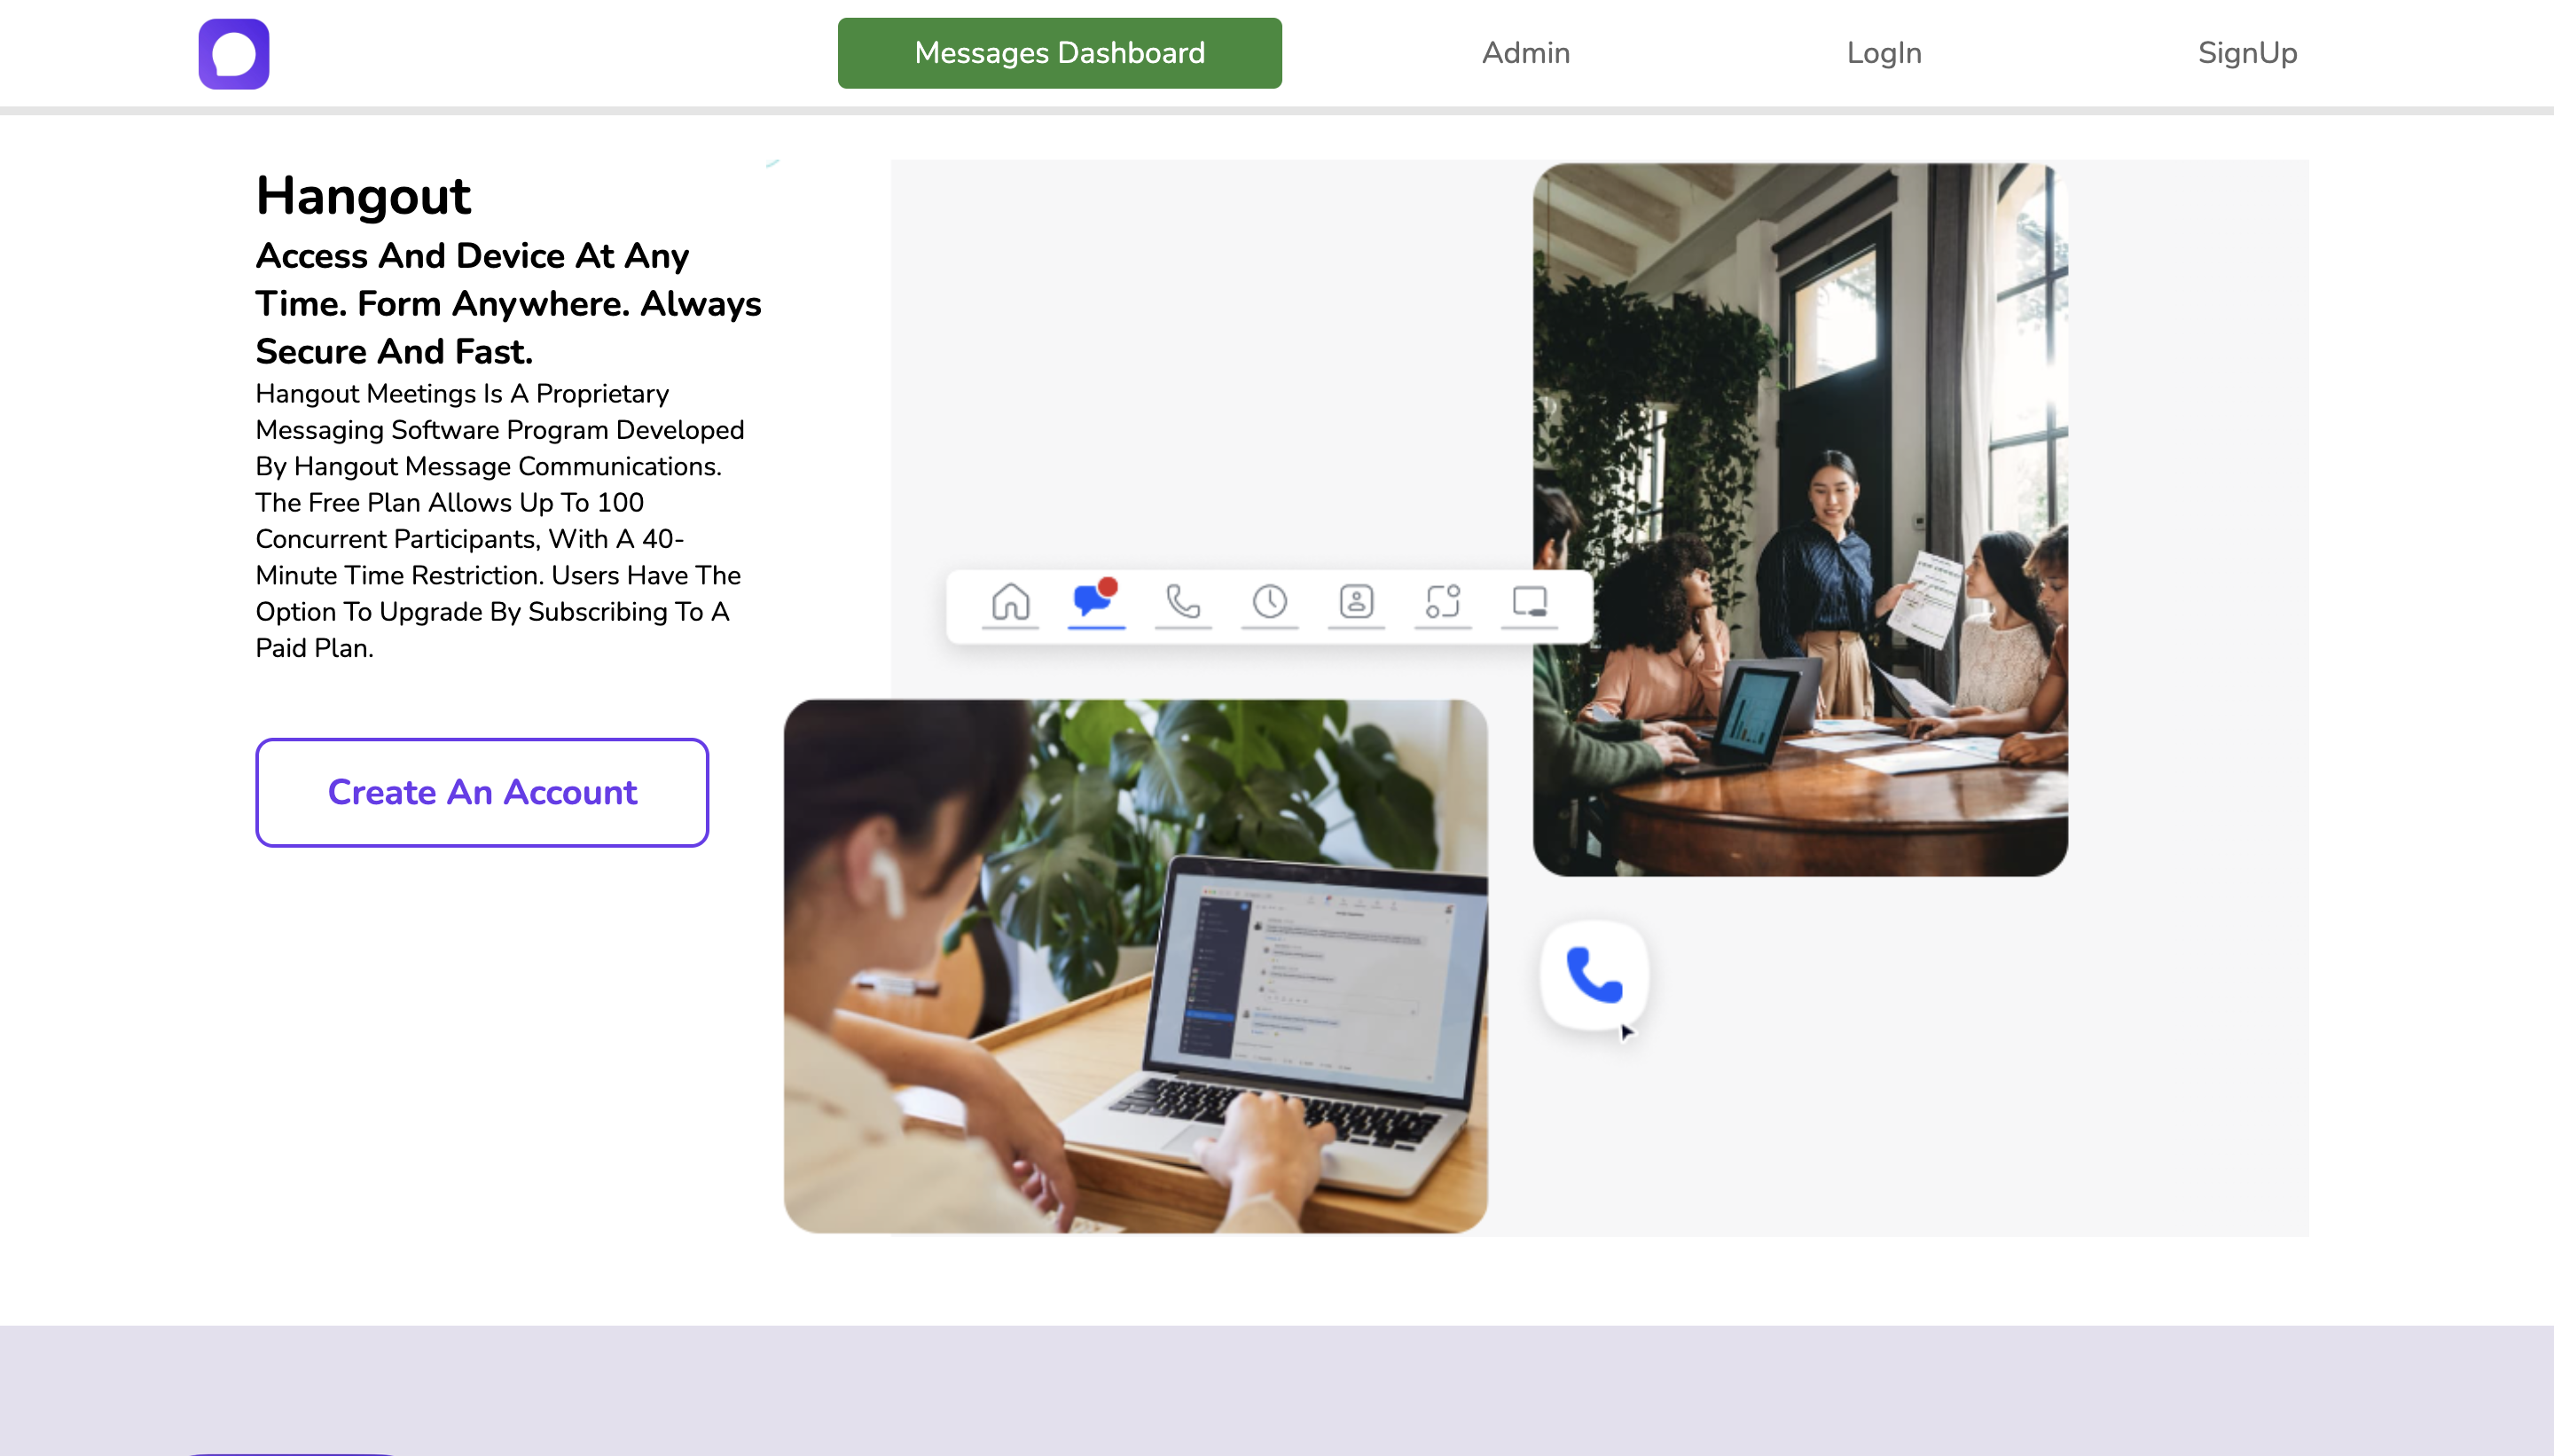 Messages Dashboard
Admin
LogIn
SignUp
Hangout
Access And Device At Any
Time. Form Anywhere. Always
Secure And Fast.
Hangout Meetings Is A Proprietary
Messaging Software Program Developed
By Hangout Message Communications.
The Free Plan Allows Up To 100
Concurrent Participants, With A 40-
Minute Time Restriction. Users Have The
Option To Upgrade By Subscribing To A
Paid Plan.
Create An Account